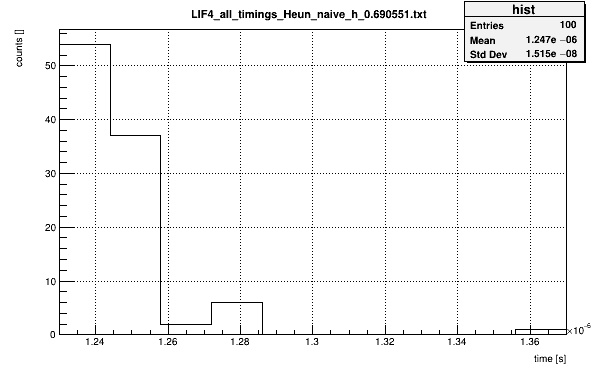 LIF4_all_timings_Heun_naive_h_0.690551.txt
hist
Entries 100
Mean 1.247e −06
Std Dev 1.515e −08
counts []
50
40
30
20
10
0
1.24 1.26 1.28 1.3 1.32 1.34 1.36
×10⁻⁶
time [s]